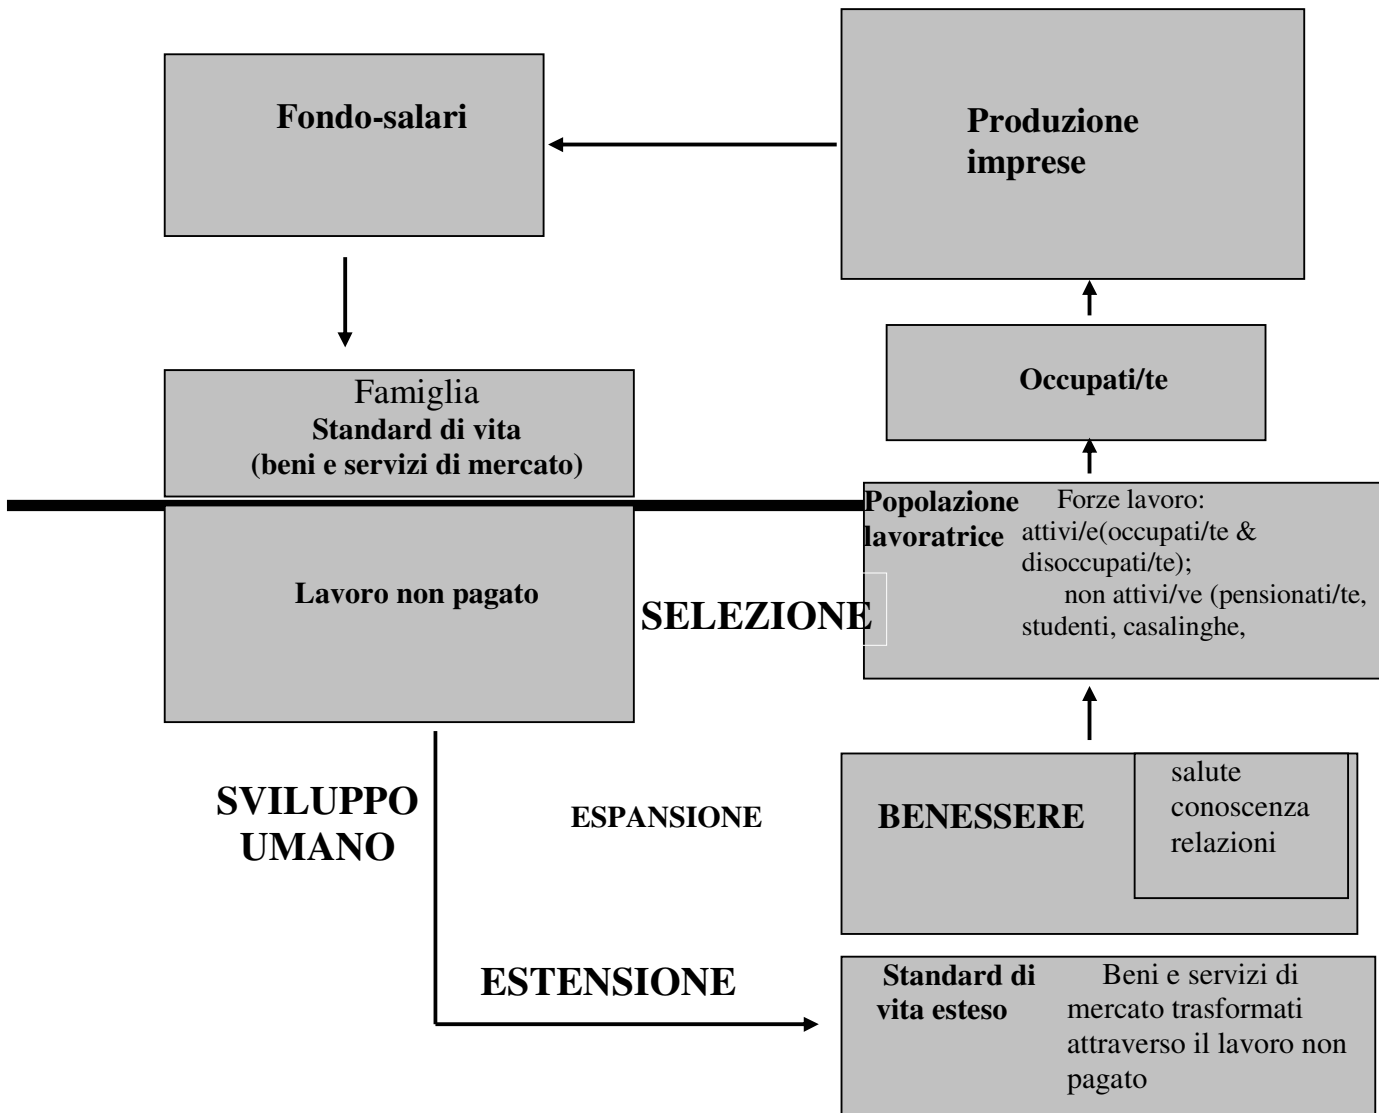 Fondo-salari
Produzione
imprese
Famiglia
Standard di vita
(beni e servizi di mercato)
Occupati/te
Popolazione
lavoratrice
Forze lavoro:
attivi/e(occupati/te &
disoccupati/te);
non attivi/ve (pensionati/te,
studenti, casalinghe,
Lavoro non pagato
SELEZIONE
SVILUPPO
UMANO
ESPANSIONE
BENESSERE
salute
conoscenza
relazioni
ESTENSIONE
Standard di
vita esteso
Beni e servizi di
mercato trasformati
attraverso il lavoro non
pagato